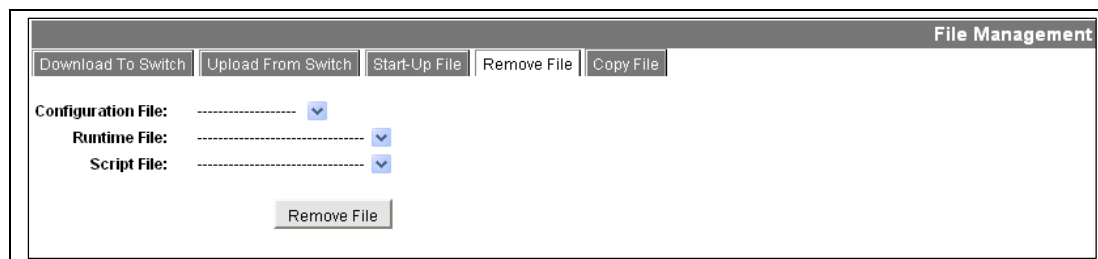 File Management
Download To Switch Upload From Switch Start-Up File Remove File Copy File
Configuration File: ------------------
Runtime File: -------------------------------
Script File: -------------------------------
Remove File